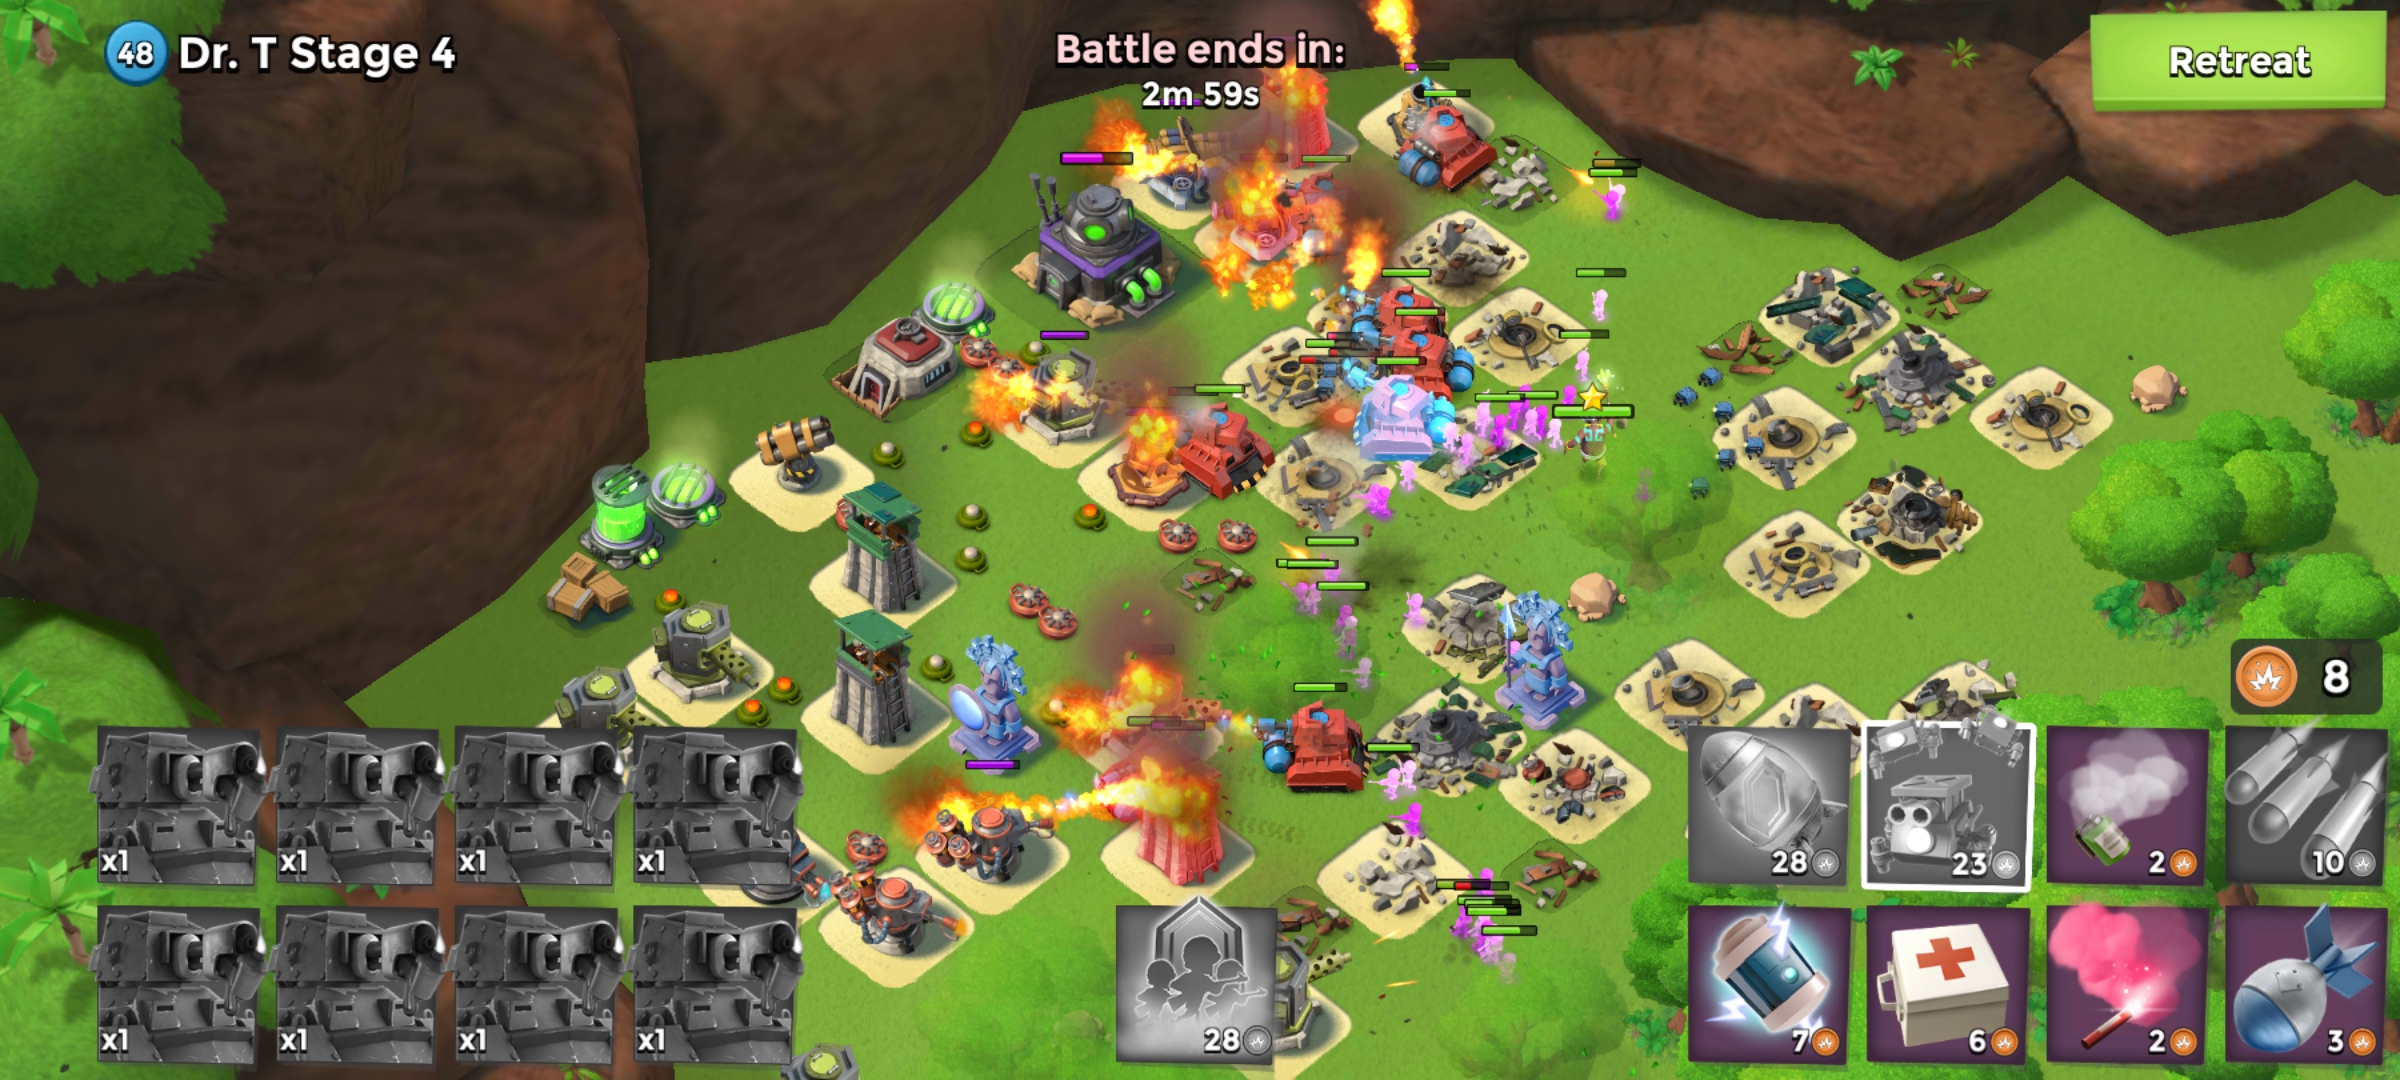 48 Dr. T Stage 4
Battle ends in:
2m 59s
Retreat
52
8
x1 x1 x1 x1
28 23 2 10
x1 x1 x1 x1
28
7 6 2 3